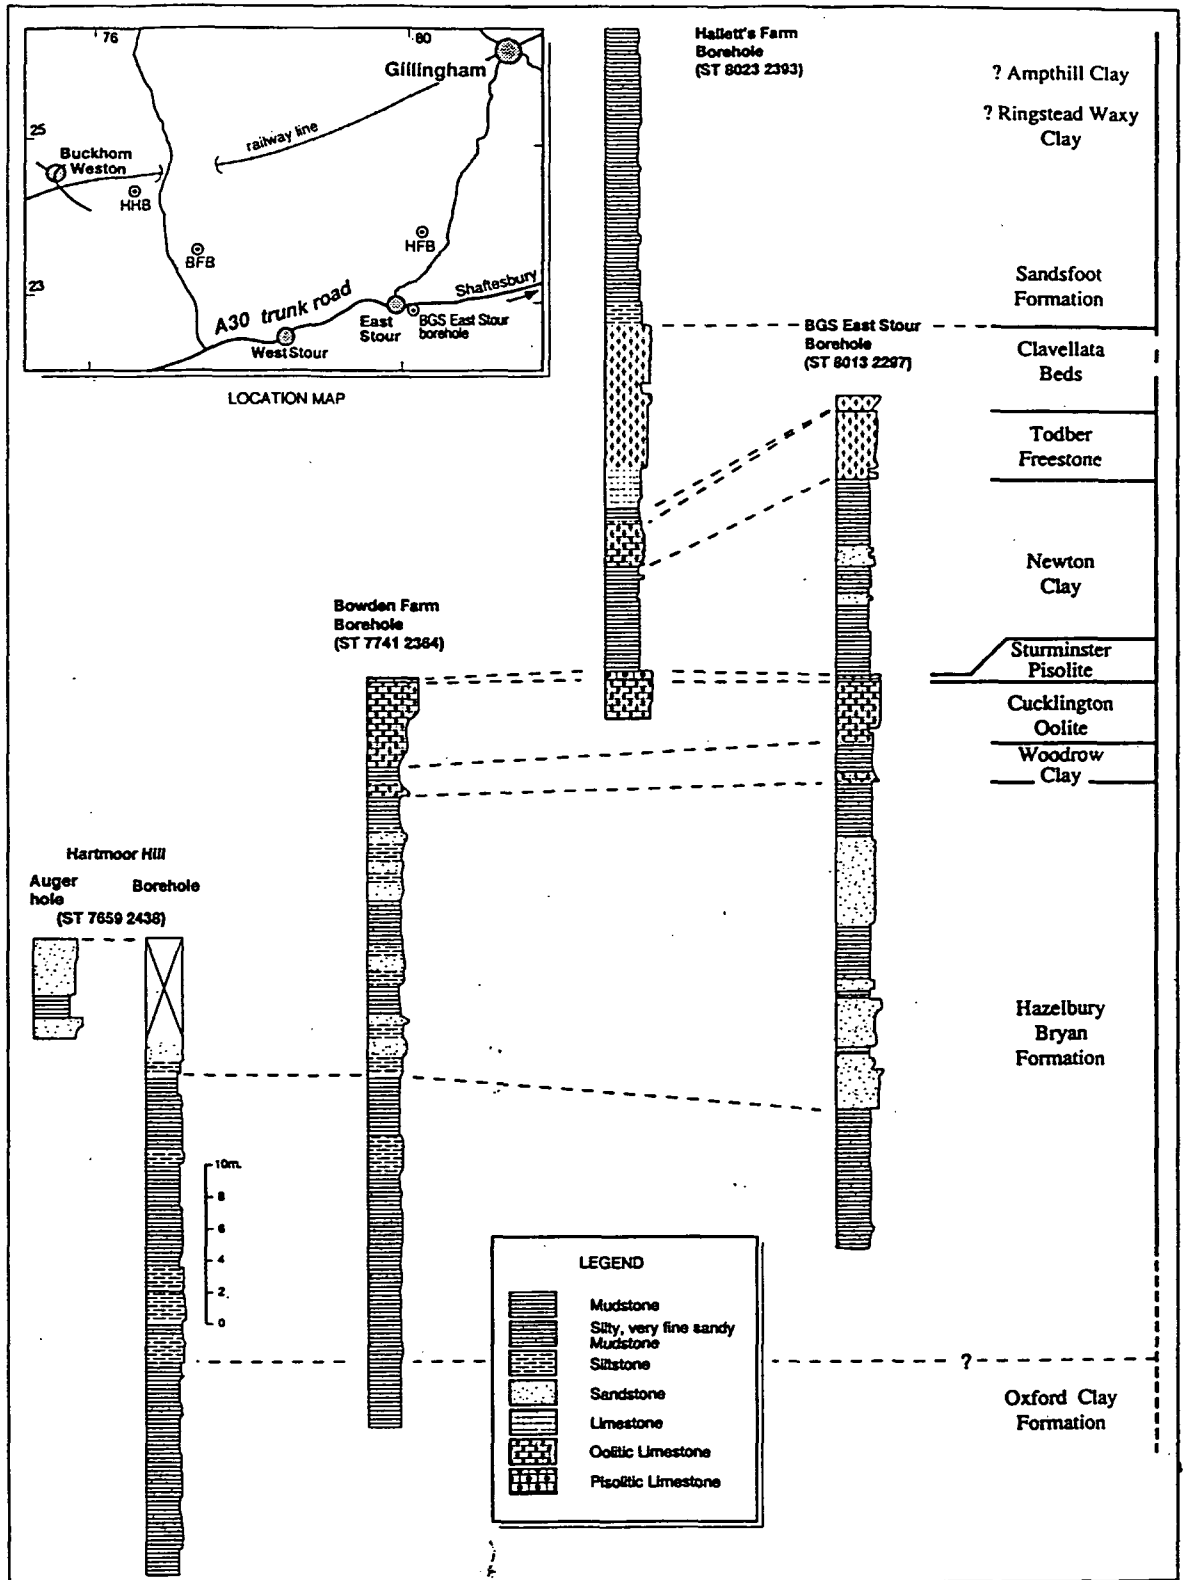 76
80
Gillingham
25
railway line
Buckhorn
Weston
HHB
HFB
BFB
23
A30 trunk road
Shaftesbury
East
Stour
BGS East Stour
borehole
West Stour
LOCATION MAP
Hallett's Farm
Borehole
(ST 8023 2393)
? Ampthill Clay
? Ringstead Waxy
Clay
Sandsfoot
Formation
BGS East Stour
Borehole
(ST 8013 2297)
Clavellata
Beds
Todber
Freestone
Newton
Clay
Sturminster
Pisolite
Cucklington
Oolite
Woodrow
Clay
Bowden Farm
Borehole
(ST 7741 2364)
Hartmoor Hill
Auger
hole
Borehole
(ST 7659 2438)
Hazelbury
Bryan
Formation
10m.
8
6
4
2
0
LEGEND
Mudstone
Silty, very fine sandy
Mudstone
Siltstone
Sandstone
Limestone
Oolitic Limestone
Pisolitic Limestone
?
Oxford Clay
Formation